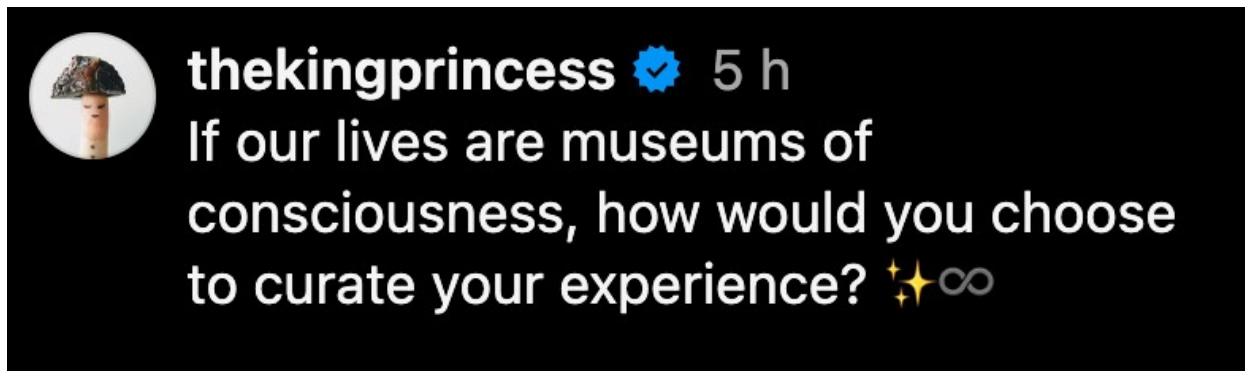 thekingprincess 5 h
If our lives are museums of
consciousness, how would you choose
to curate your experience? ✨∞